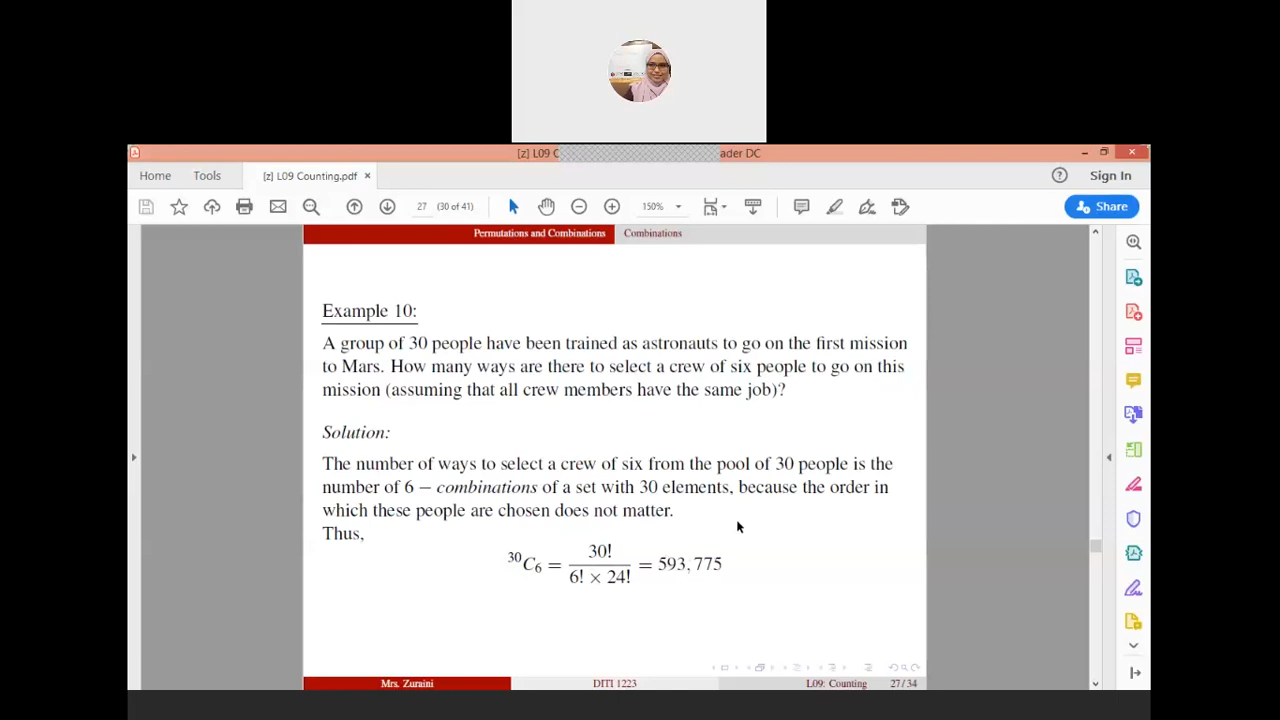 [z] L09 C ader DC
Home Tools [z] L09 Counting.pdf × Sign In
27 (30 of 41) 150% Share
Permutations and Combinations Combinations
Example 10:
A group of 30 people have been trained as astronauts to go on the first mission
to Mars. How many ways are there to select a crew of six people to go on this
mission (assuming that all crew members have the same job)?
Solution:
The number of ways to select a crew of six from the pool of 30 people is the
number of 6 − combinations of a set with 30 elements, because the order in
which these people are chosen does not matter.
Thus,
³⁰C₆ = 30! / 6! × 24! = 593, 775
Mrs. Zuraini DITI 1223 L09: Counting 27/34